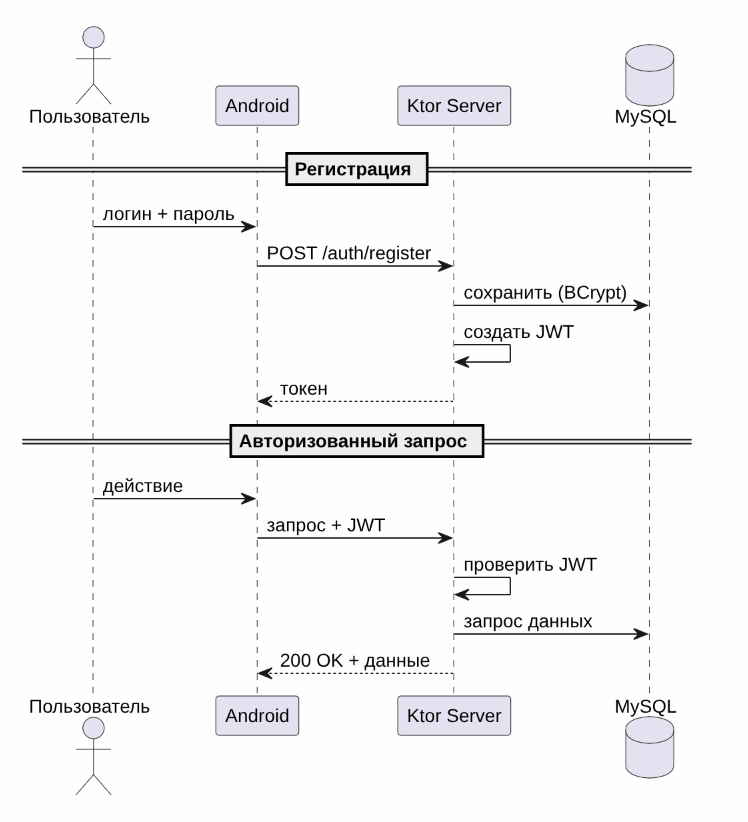 Пользователь
Android
Ktor Server
MySQL
Регистрация
логин + пароль
POST /auth/register
сохранить (BCrypt)
создать JWT
токен
Авторизованный запрос
действие
запрос + JWT
проверить JWT
запрос данных
200 OK + данные
Пользователь
Android
Ktor Server
MySQL